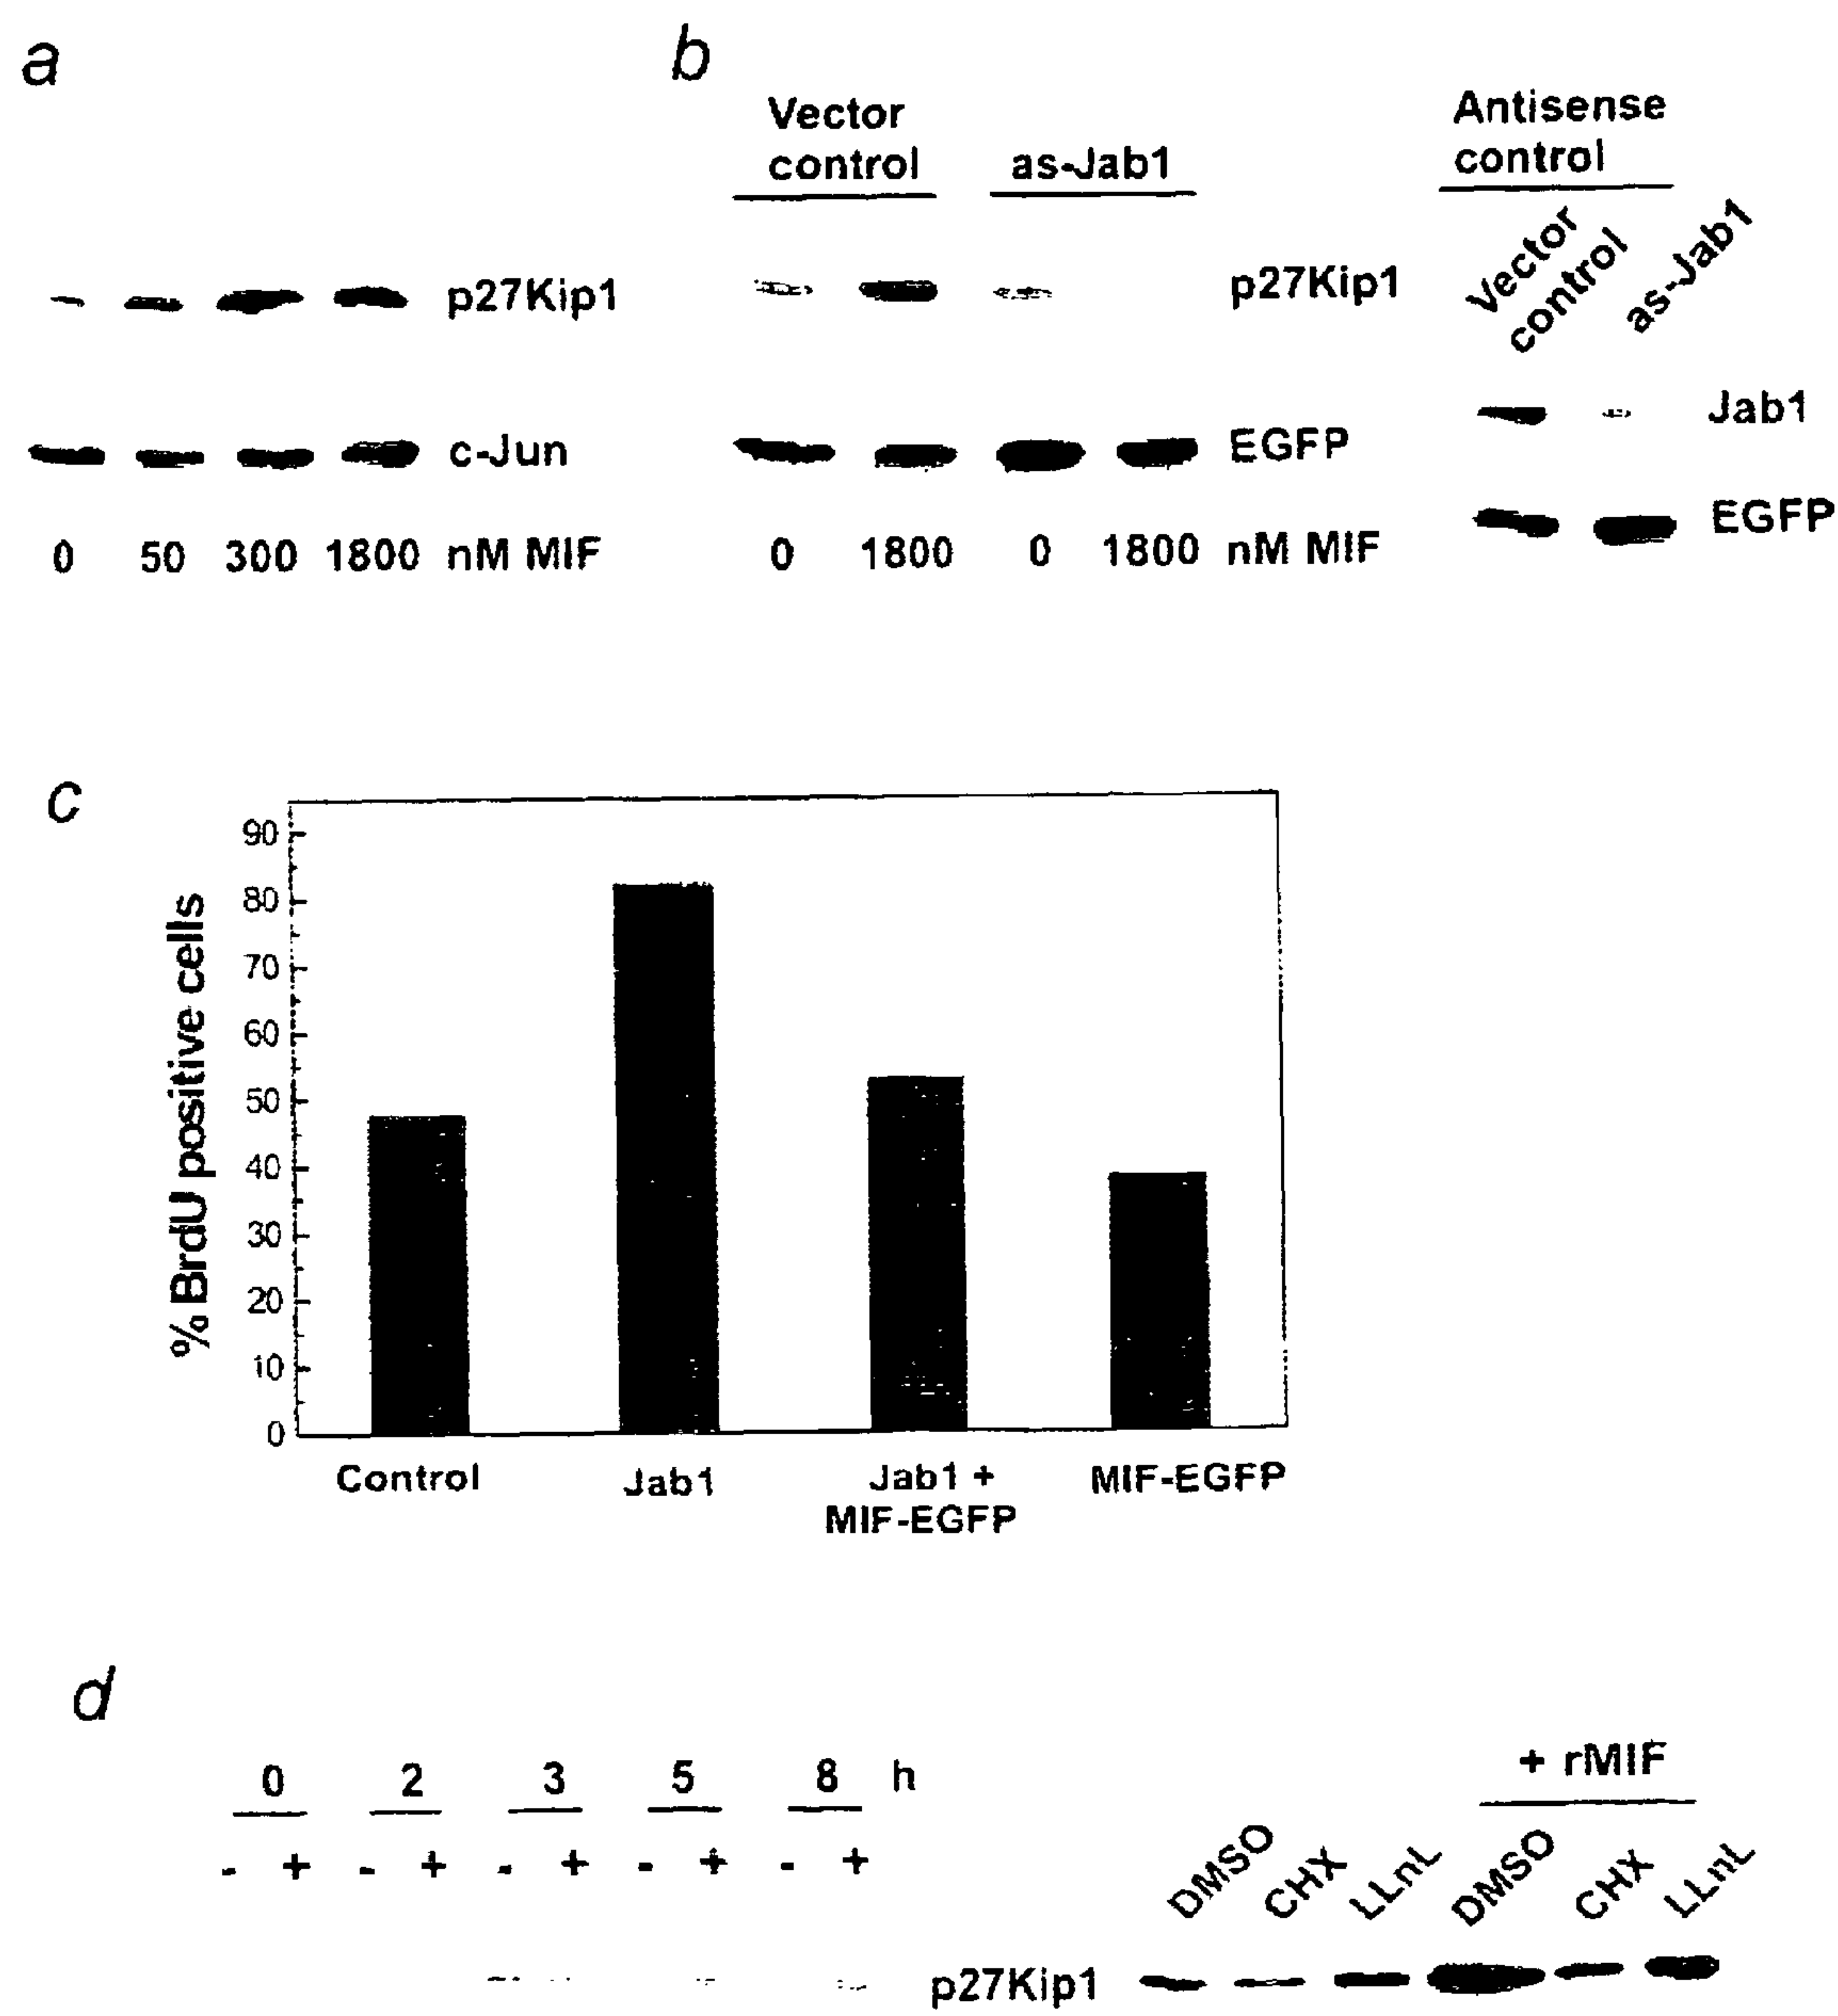 a
p27Kip1
c-Jun
0 50 300 1800 nM MIF
b
Vector
control
as-Jab1
p27Kip1
EGFP
0 1800 0 1800 nM MIF
Antisense
control
Vector
control
as-Jab1
Jab1
EGFP
c
% BrdU positive cells
90
80
70
60
50
40
30
20
10
0
Control
Jab1
Jab1 +
MIF-EGFP
MIF-EGFP
d
0 2 3 5 8 h
- + - + - + - + - +
p27Kip1
+ rMIF
DMSO CHX LLnL DMSO CHX LLnL